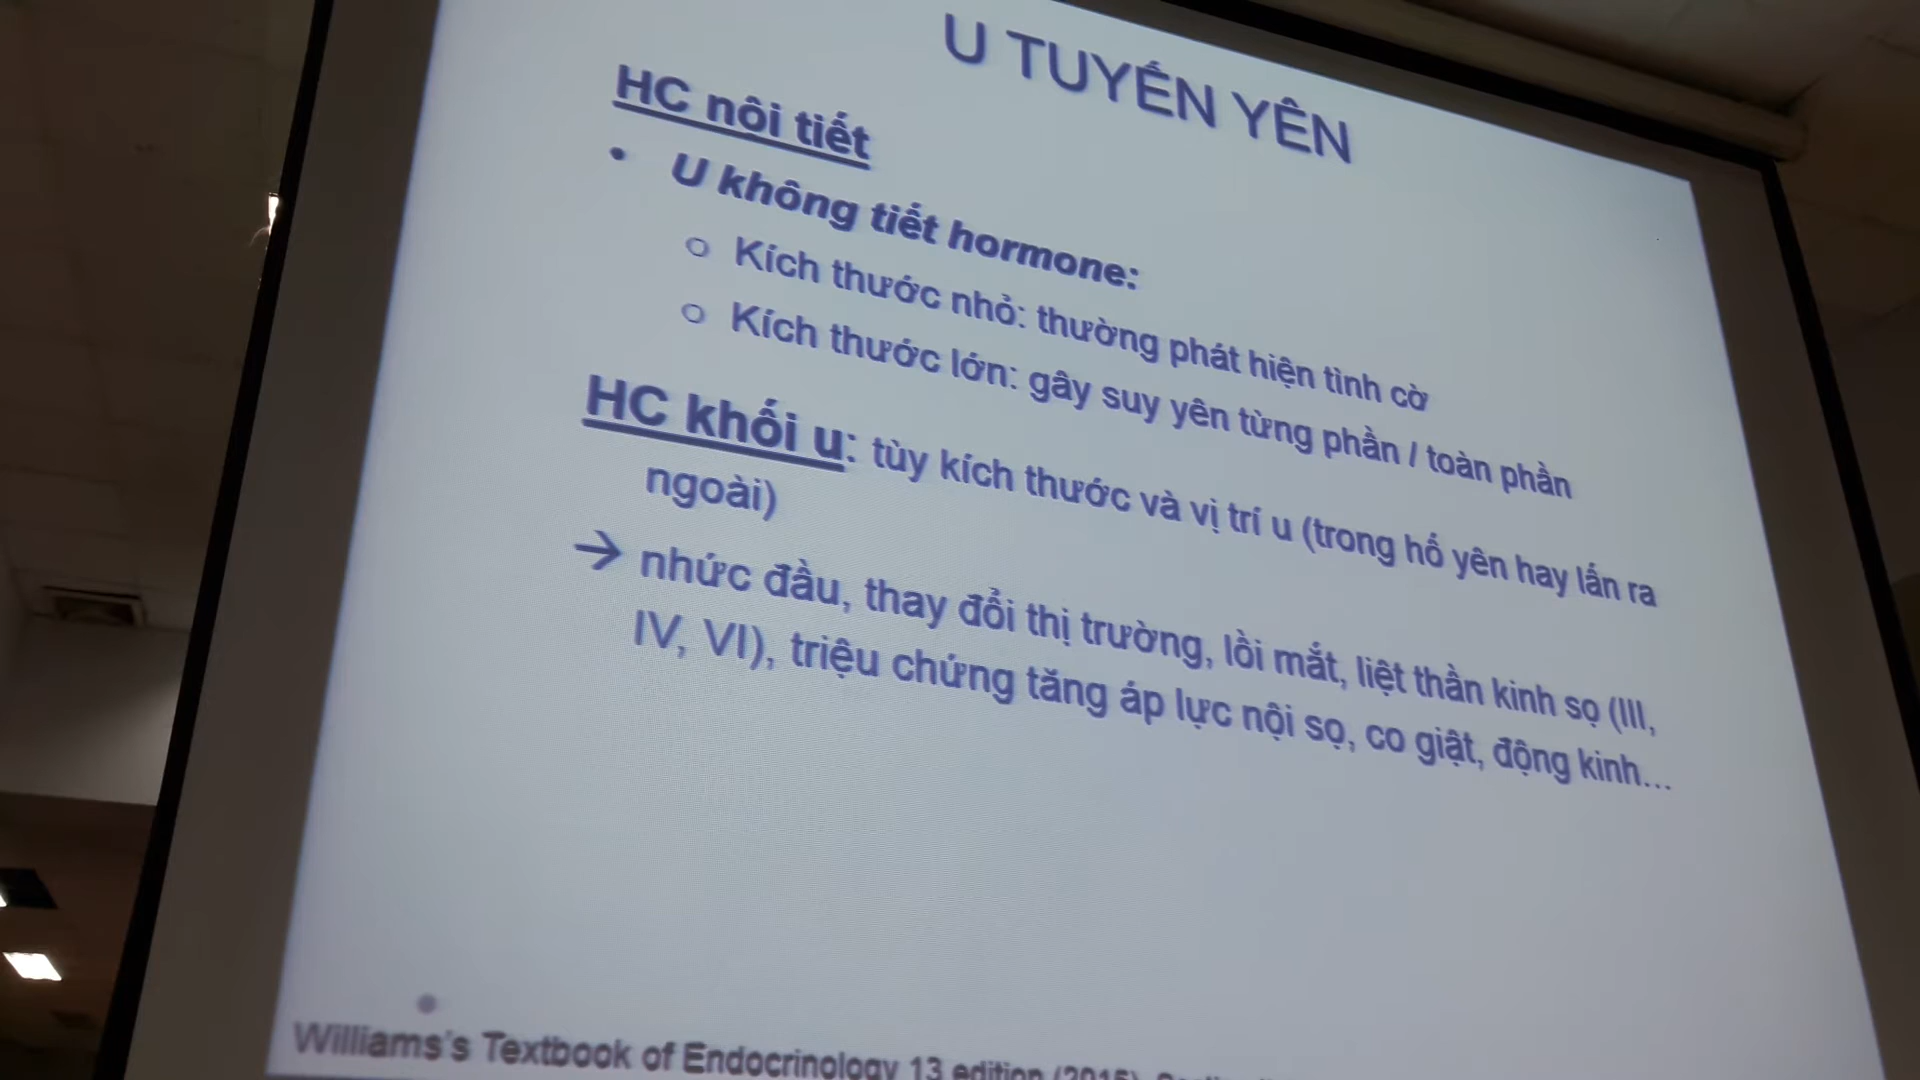 U TUYẾN YÊN
HC nôi tiết
• U không tiết hormone:
o Kích thước nhỏ: thường phát hiện tình cờ
o Kích thước lớn: gây suy yên từng phần / toàn phần
HC khối u: tùy kích thước và vị trí u (trong hố yên hay lấn ra
ngoài)
→ nhức đầu, thay đổi thị trường, lồi mắt, liệt thần kinh sọ (III,
IV, VI), triệu chứng tăng áp lực nội sọ, co giật, động kinh...
Williams's Textbook of Endocrinology 13 edition (2015).